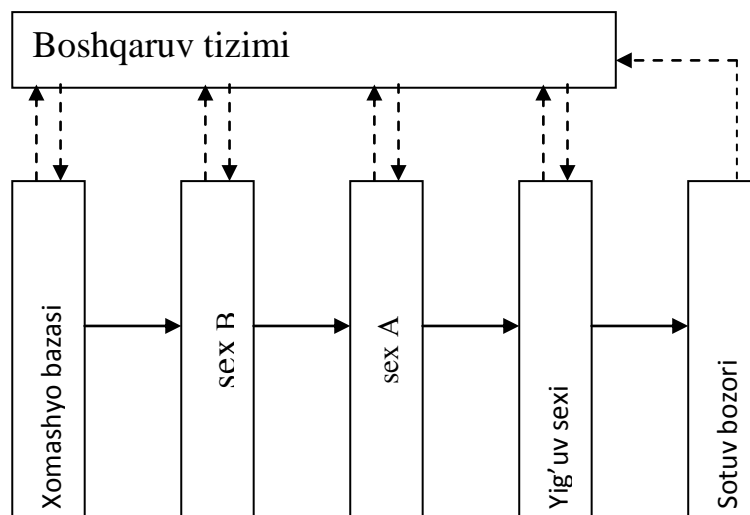 Boshqaruv tizimi
Xomashyo bazasi
sex B
sex A
Yig'uv sexi
Sotuv bozori